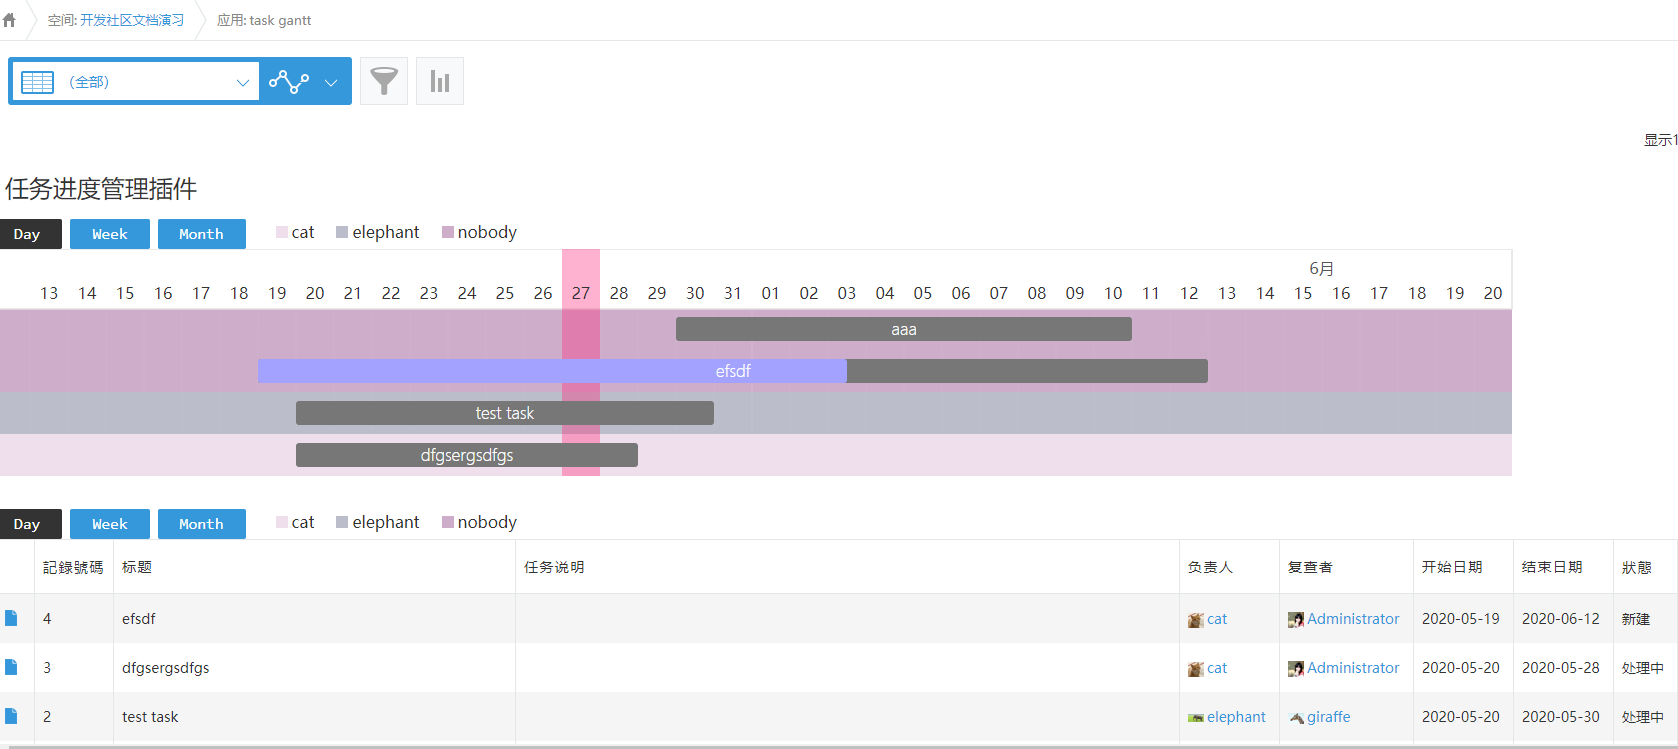 空间: 开发社区文档演习 应用: task gantt
（全部）
显示1
任务进度管理插件
Day Week Month cat elephant nobody
6月
13 14 15 16 17 18 19 20 21 22 23 24 25 26 27 28 29 30 31 01 02 03 04 05 06 07 08 09 10 11 12 13 14 15 16 17 18 19 20
aaa
efsdf
test task
dfgsergsdfgs
Day Week Month cat elephant nobody
記錄號碼 标题 任务说明 负责人 复查者 开始日期 结束日期 狀態
4 efsdf cat Administrator 2020-05-19 2020-06-12 新建
3 dfgsergsdfgs cat Administrator 2020-05-20 2020-05-28 处理中
2 test task elephant giraffe 2020-05-20 2020-05-30 处理中